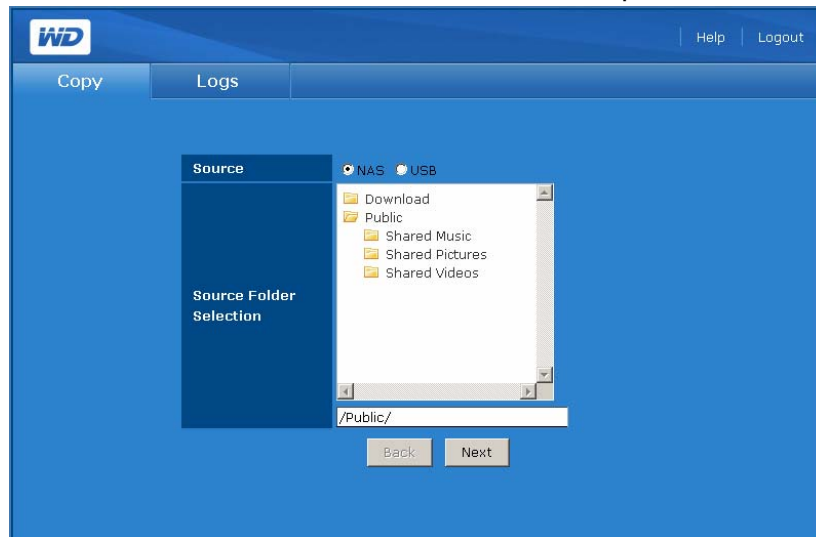 WD
Help | Logout
Copy
Logs
Source
NAS USB
Download
Public
Shared Music
Shared Pictures
Shared Videos
Source Folder
Selection
/Public/
Back
Next